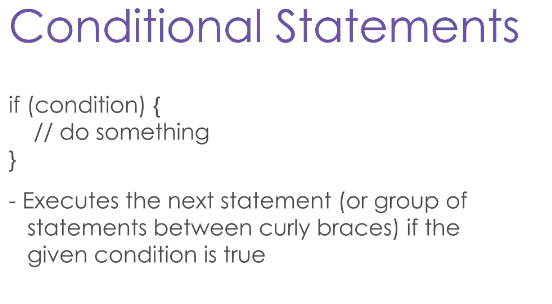 Conditional Statements
if (condition) {
// do something
}
- Executes the next statement (or group of
statements between curly braces) if the
given condition is true